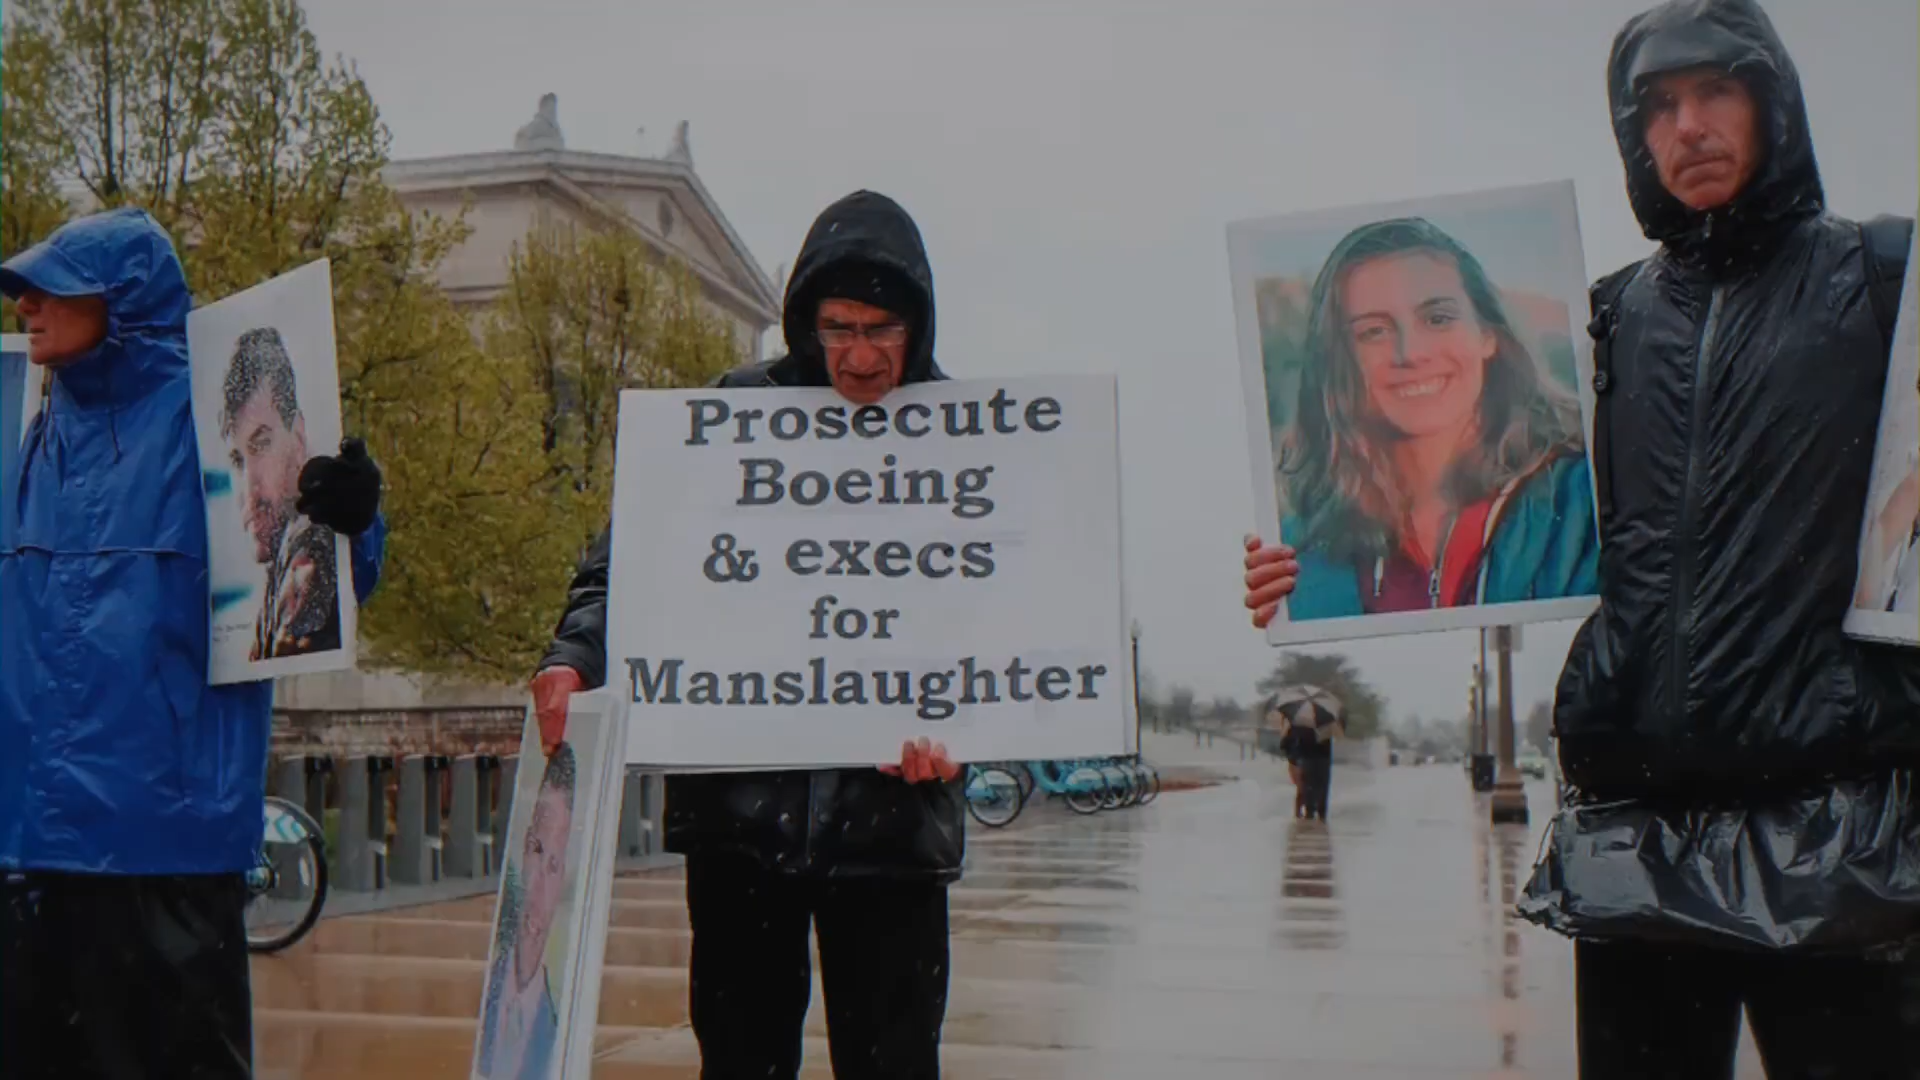 Prosecute
Boeing
& execs
for
Manslaughter